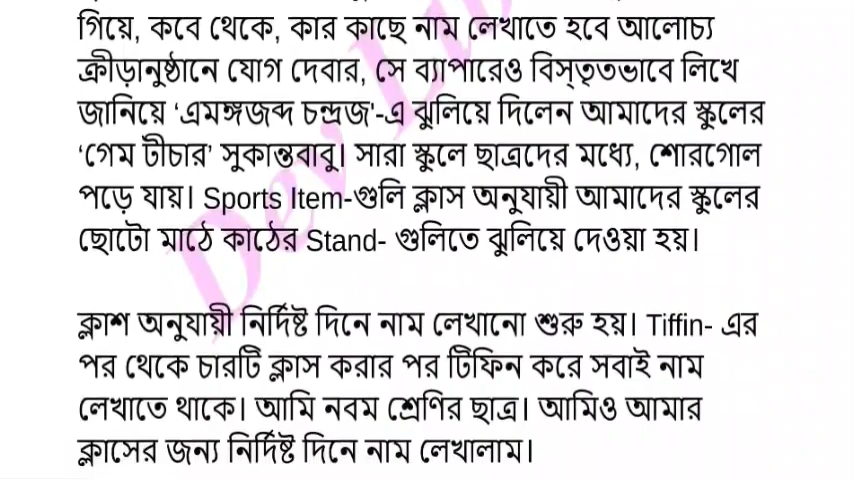 গিয়ে, কবে থেকে, কার কাছে নাম লেখাতে হবে আলোচ্য
ক্রীড়ানুষ্ঠানে যোগ দেবার, সে ব্যাপারেও বিস্তৃতভাবে লিখে
জানিয়ে ‘এমঙ্গজব্দ চন্দ্রজ'-এ ঝুলিয়ে দিলেন আমাদের স্কুলের
‘গেম টীচার’ সুকান্তবাবু। সারা স্কুলে ছাত্রদের মধ্যে, শোরগোল
পড়ে যায়। Sports Item-গুলি ক্লাস অনুযায়ী আমাদের স্কুলের
ছোটো মাঠে কাঠের Stand- গুলিতে ঝুলিয়ে দেওয়া হয়।
ক্লাশ অনুযায়ী নির্দিষ্ট দিনে নাম লেখানো শুরু হয়। Tiffin- এর
পর থেকে চারটি ক্লাস করার পর টিফিন করে সবাই নাম
লেখাতে থাকে। আমি নবম শ্রেণির ছাত্র। আমিও আমার
ক্লাসের জন্য নির্দিষ্ট দিনে নাম লেখালাম।